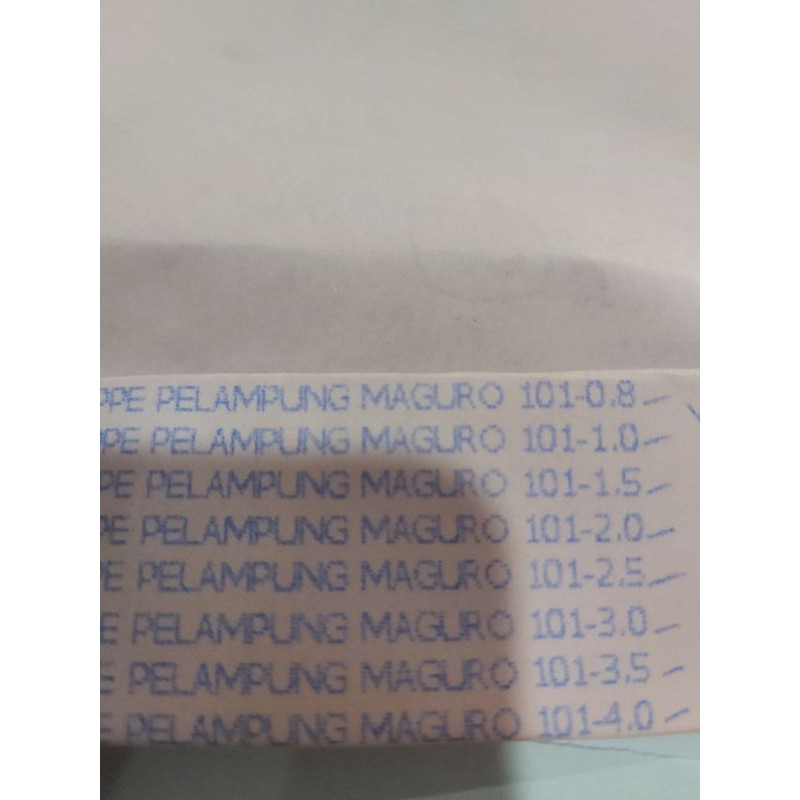 PPE PELAMPUNG MAGURO 101-0.8
PPE PELAMPUNG MAGURO 101-1.0
PE PELAMPUNG MAGURO 101-1.5
PE PELAMPUNG MAGURO 101-2.0
PE PELAMPUNG MAGURO 101-2.5
PE PELAMPUNG MAGURO 101-3.0
E PELAMPUNG MAGURO 101-3.5
E PELAMPUNG MAGURO 101-4.0